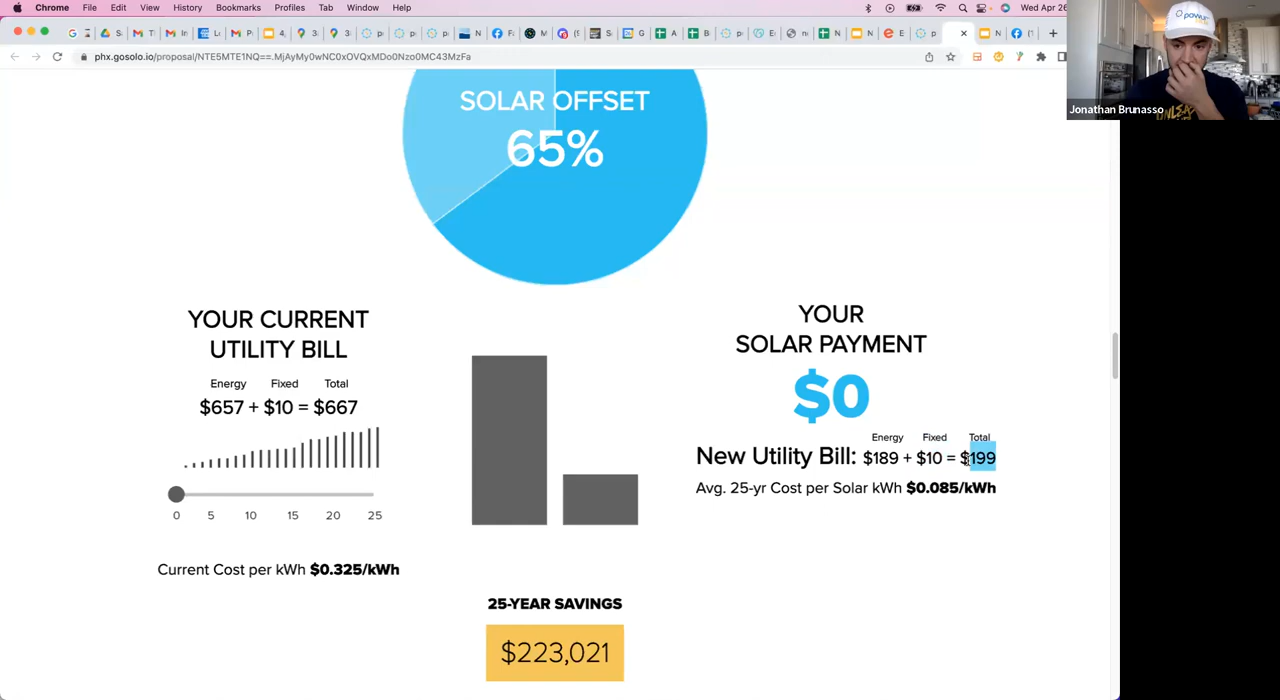 Chrome File Edit View History Bookmarks Profiles Tab Window Help Wed Apr 26
phx.gosolo.io/proposal/NTE5MTE1NQ==.MjAyMy0wNC0xOVQxMDo0Nzo0MC43MzFa
power
Jonathan Brunasso
SOLAR OFFSET
65%
YOUR CURRENT
UTILITY BILL
Energy Fixed Total
$657 + $10 = $667
0 5 10 15 20 25
Current Cost per kWh $0.325/kWh
YOUR
SOLAR PAYMENT
$0
Energy Fixed Total
New Utility Bill: $189 + $10 = $199
Avg. 25-yr Cost per Solar kWh $0.085/kWh
25-YEAR SAVINGS
$223,021